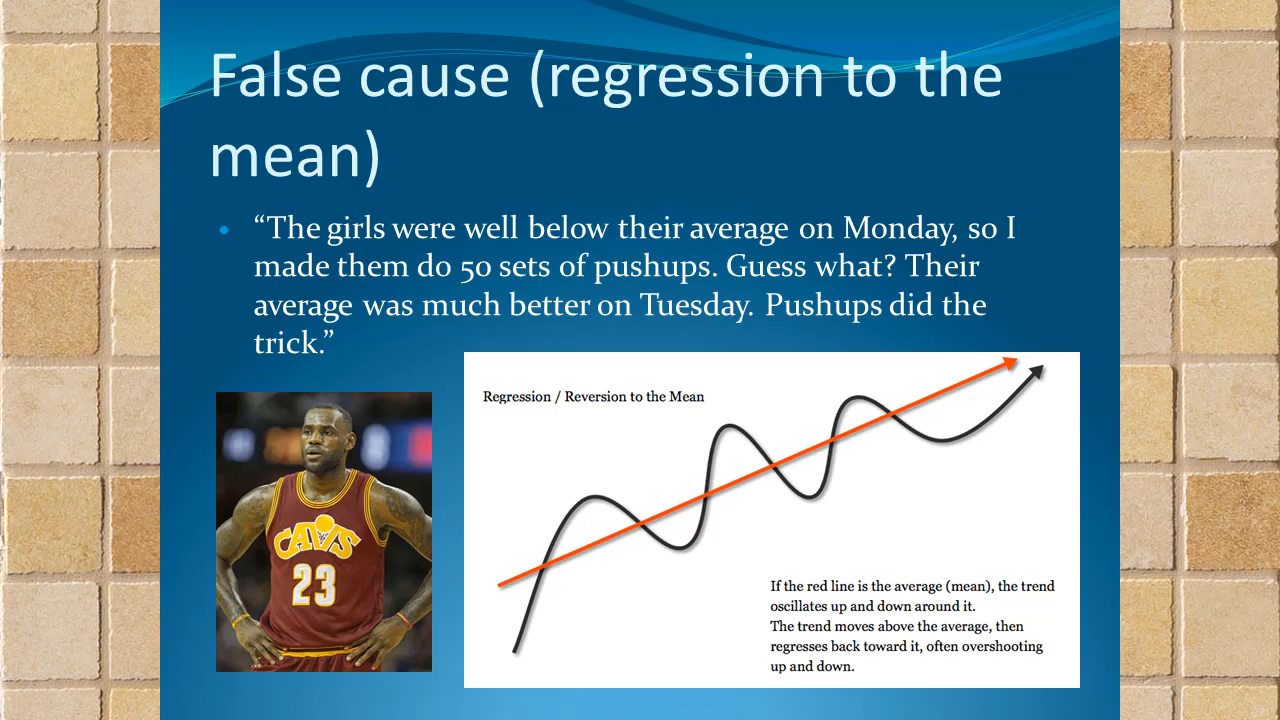 False cause (regression to the
mean)
“The girls were well below their average on Monday, so I
made them do 50 sets of pushups. Guess what? Their
average was much better on Tuesday. Pushups did the
trick.”
Regression / Reversion to the Mean
CAVS
23
If the red line is the average (mean), the trend
oscillates up and down around it.
The trend moves above the average, then
regresses back toward it, often overshooting
up and down.